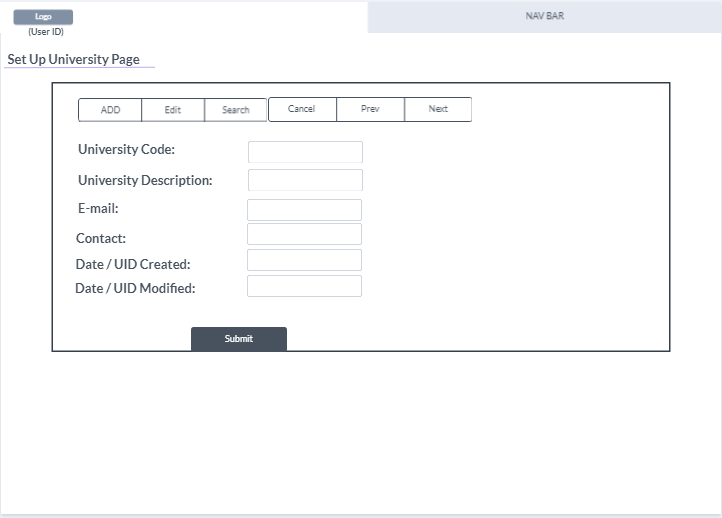 Logo
NAV BAR
(User ID)
Set Up University Page
ADD Edit Search Cancel Prev Next
University Code:
University Description:
E-mail:
Contact:
Date / UID Created:
Date / UID Modified:
Submit